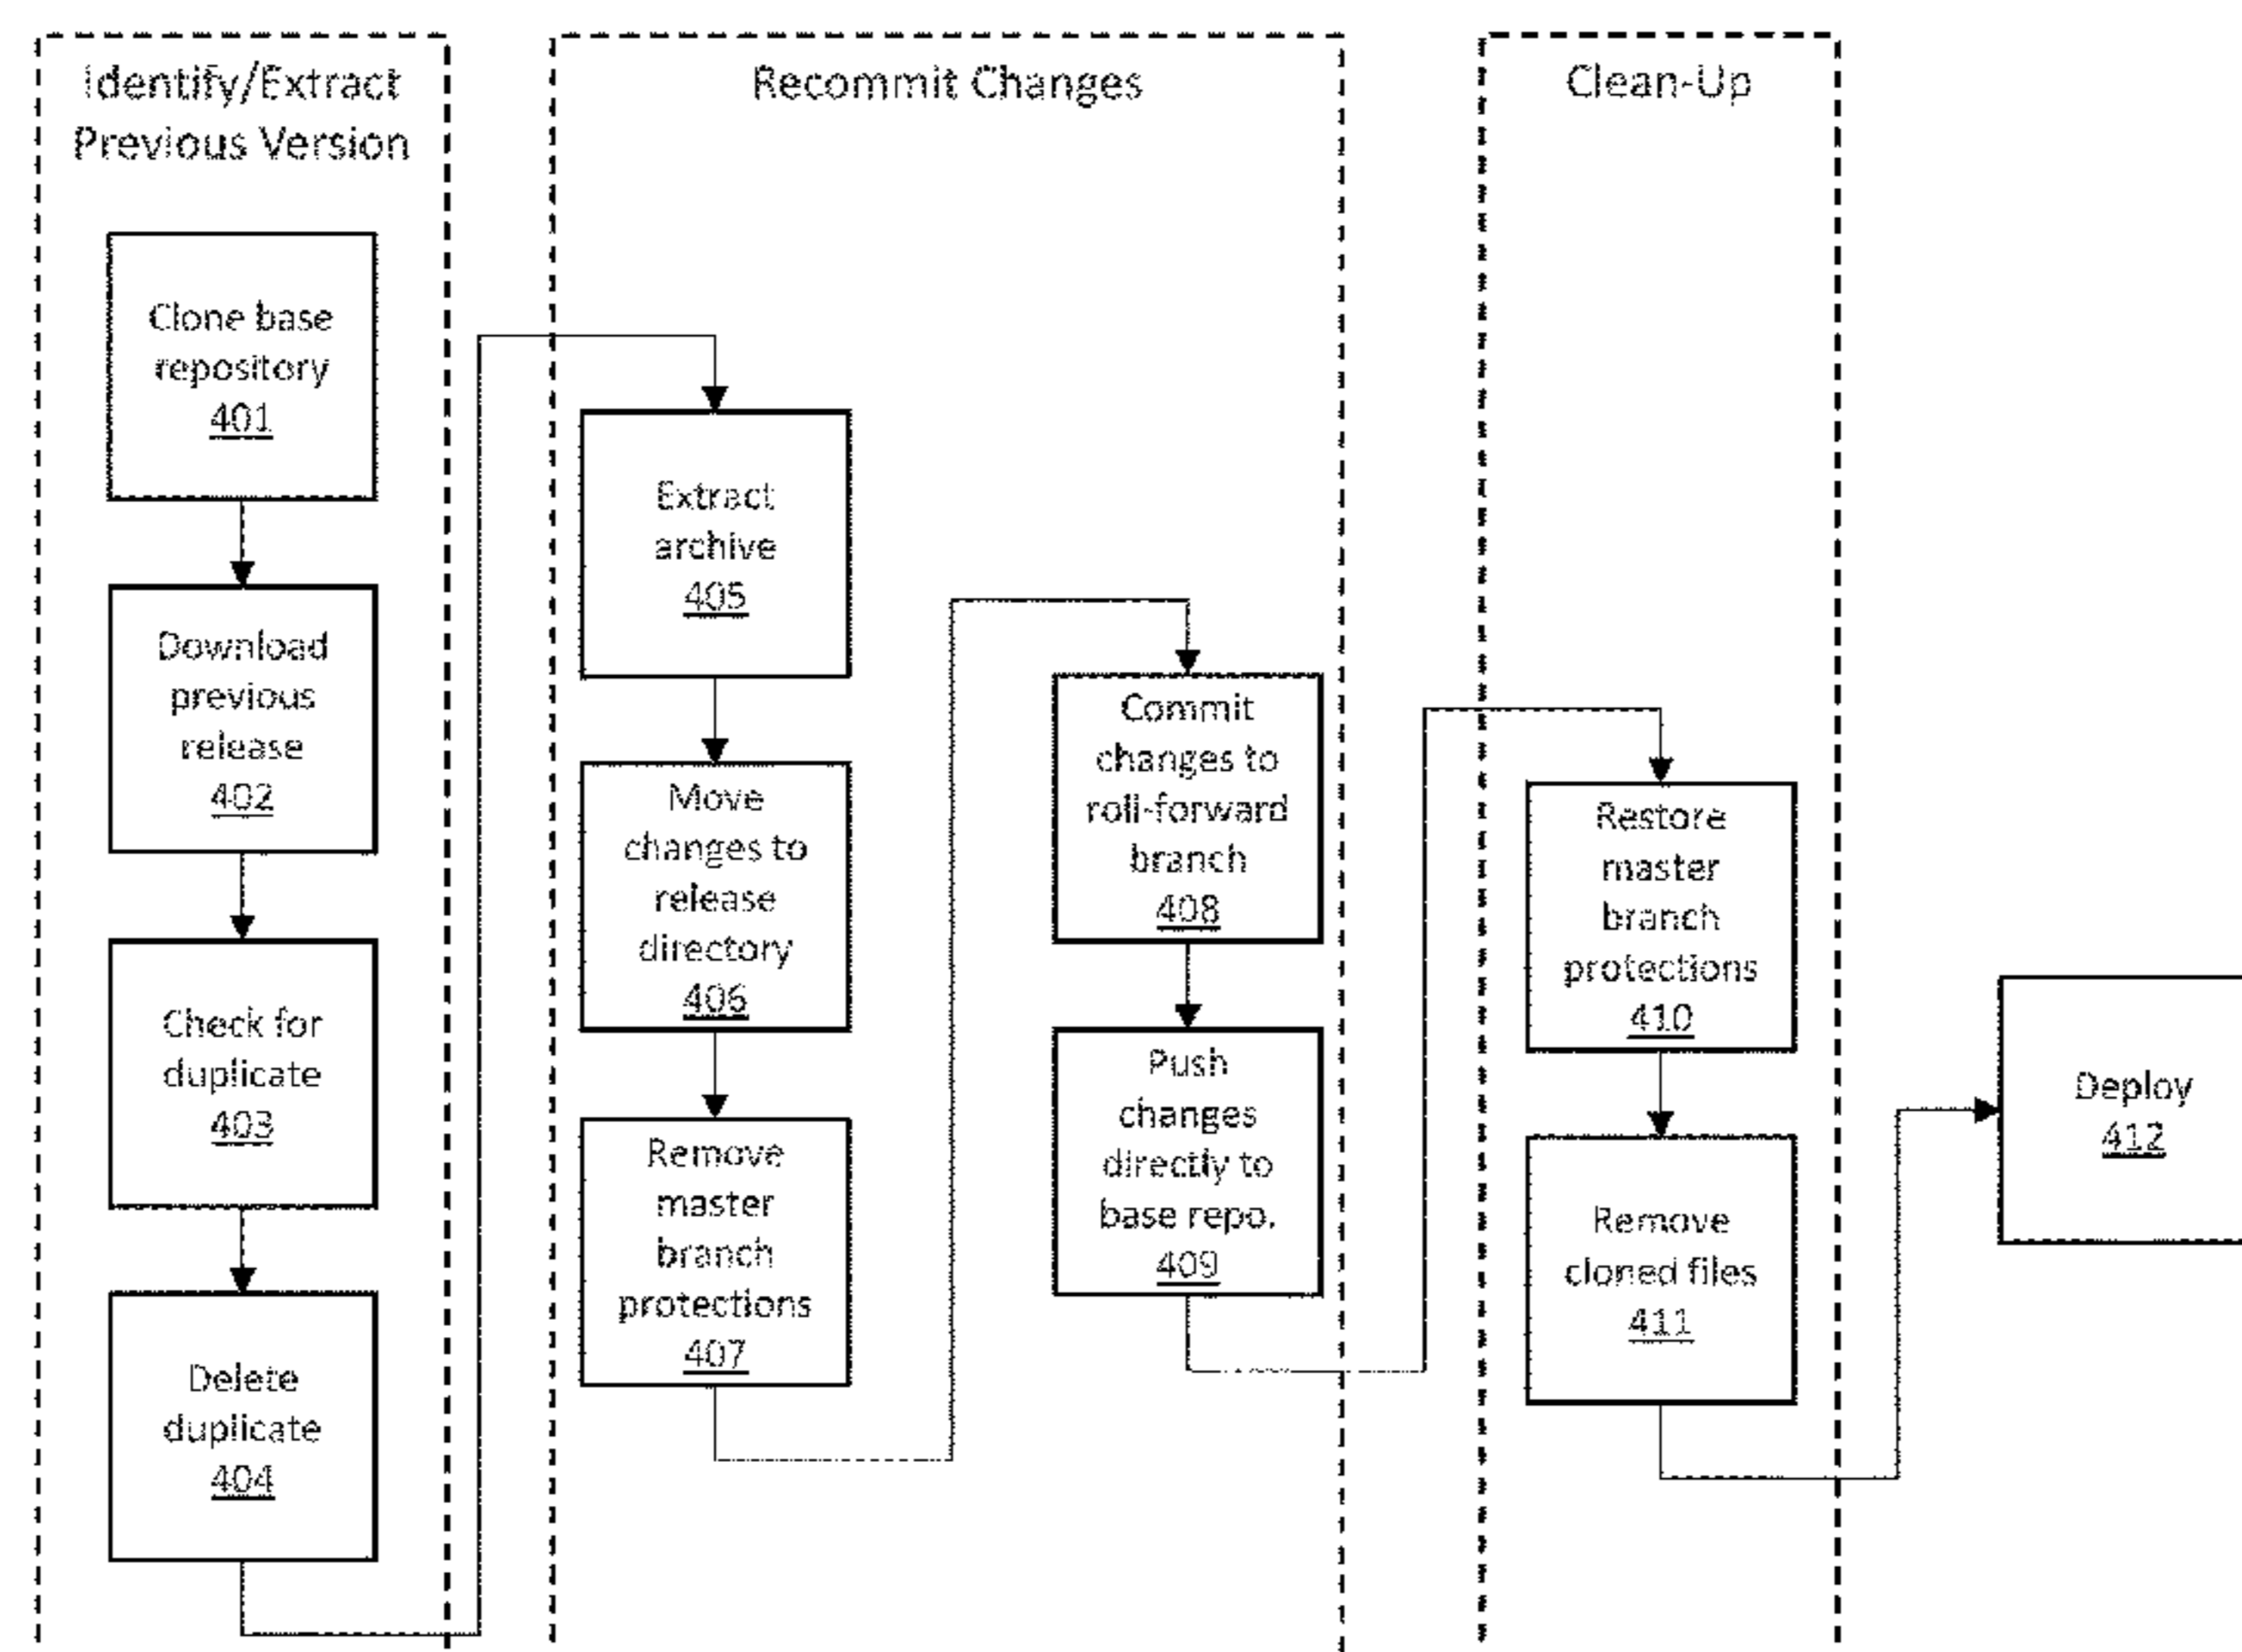 Identify/Extract
Previous Version
Clone base
repository
401
Download
previous
release
402
Check for
duplicate
403
Delete
duplicate
404
Recommit Changes
Extract
archive
405
Move
changes to
release
directory
406
Remove
master
branch
protections
407
Commit
changes to
roll-forward
branch
408
Push
changes
directly to
base repo.
409
Clean-Up
Restore
master
branch
protections
410
Remove
cloned files
411
Deploy
412